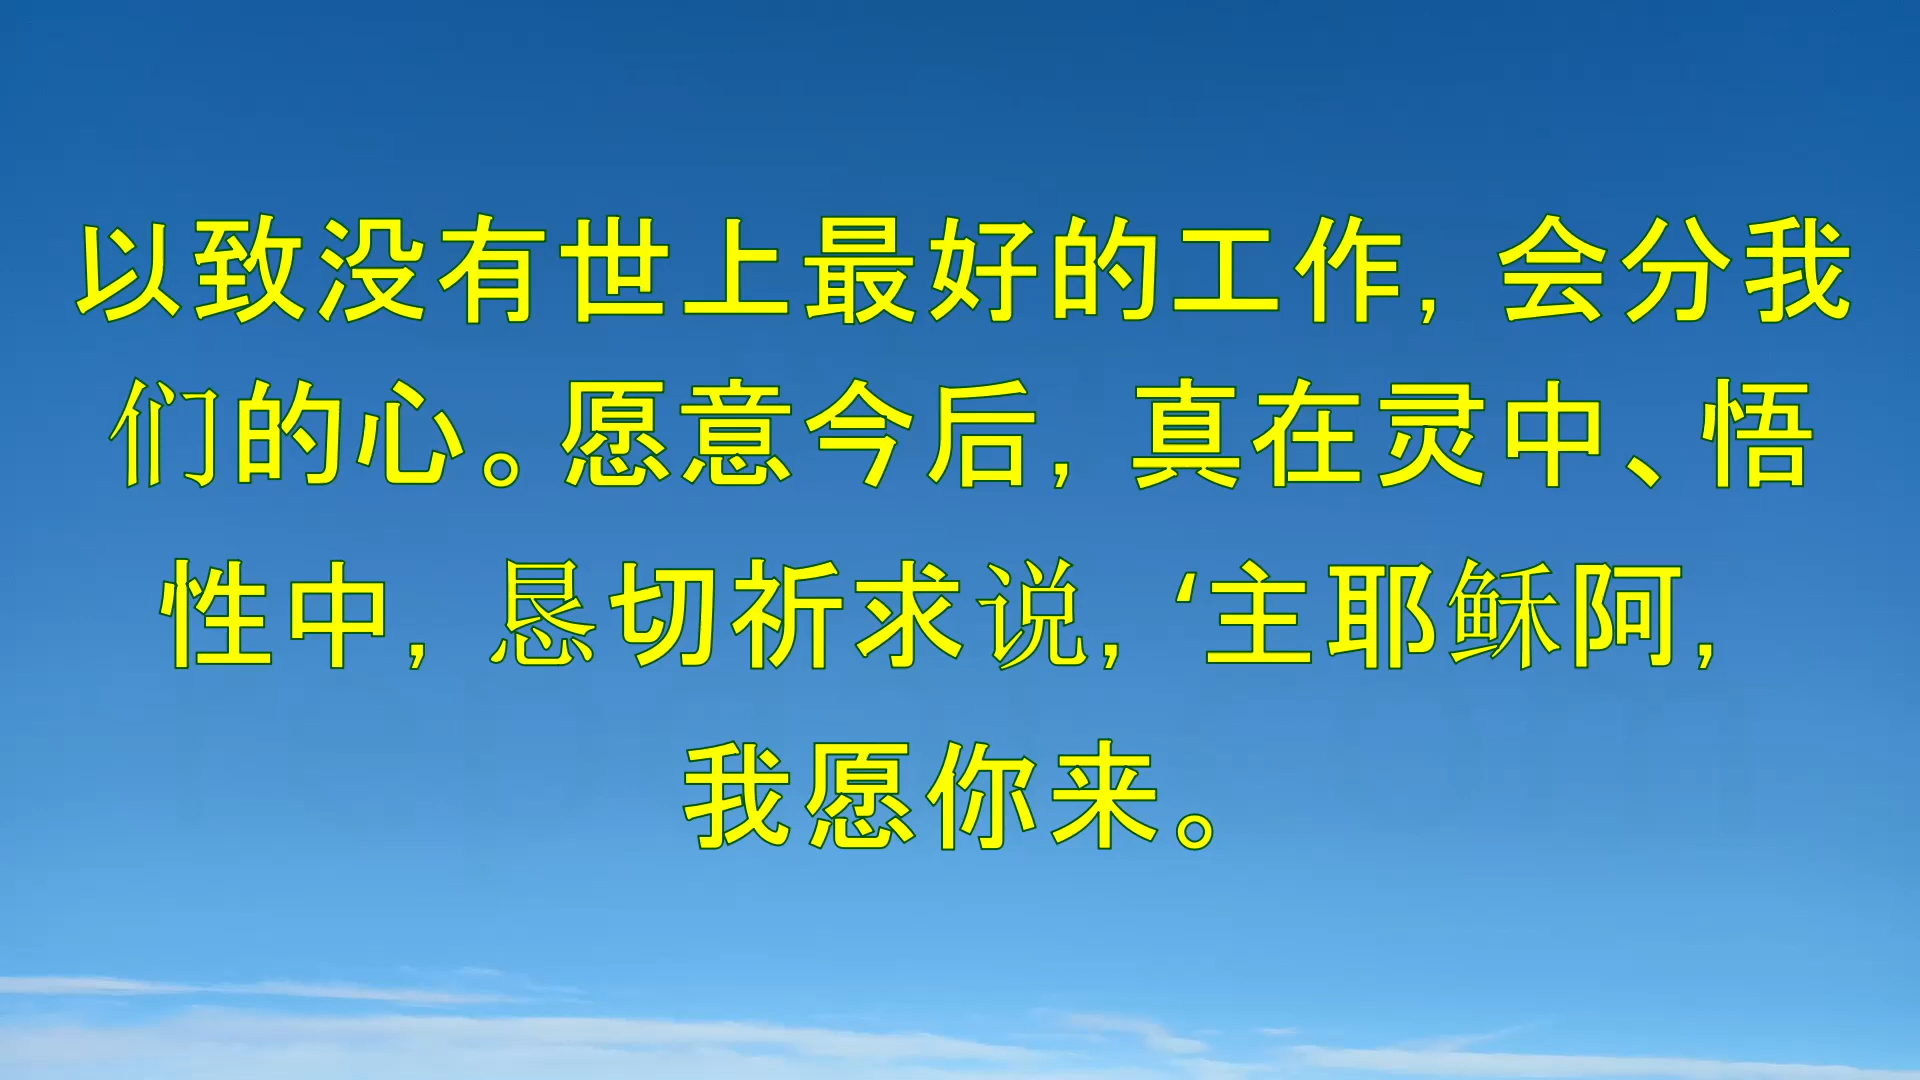 以致没有世上最好的工作, 会分我
们的心。愿意今后, 真在灵中、悟
性中, 恳切祈求说, ‘主耶稣阿,
我愿你来。